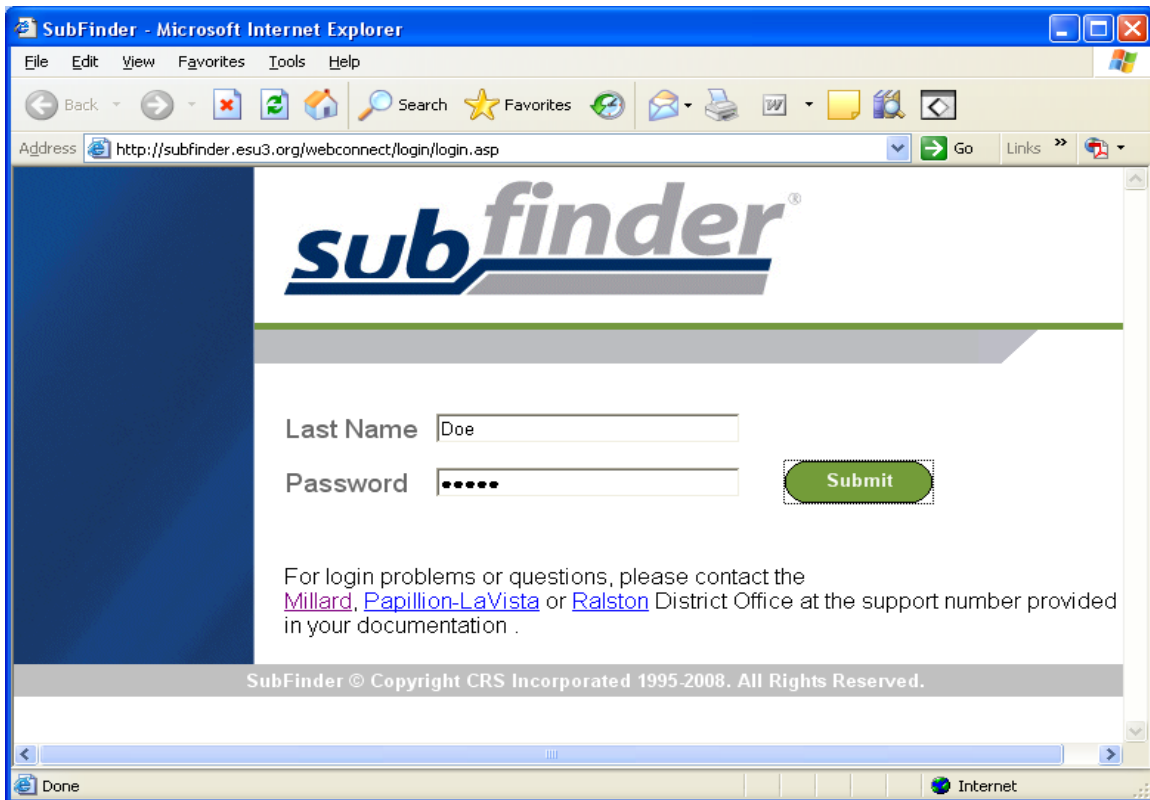 SubFinder - Microsoft Internet Explorer
File Edit View Favorites Tools Help
Back Search Favorites
Address http://subfinder.esu3.org/webconnect/login/login.asp Go Links »
subfinder®
Last Name Doe
Password •••••
Submit
For login problems or questions, please contact the
Millard, Papillion-LaVista or Ralston District Office at the support number provided
in your documentation .
SubFinder © Copyright CRS Incorporated 1995-2008. All Rights Reserved.
Done Internet